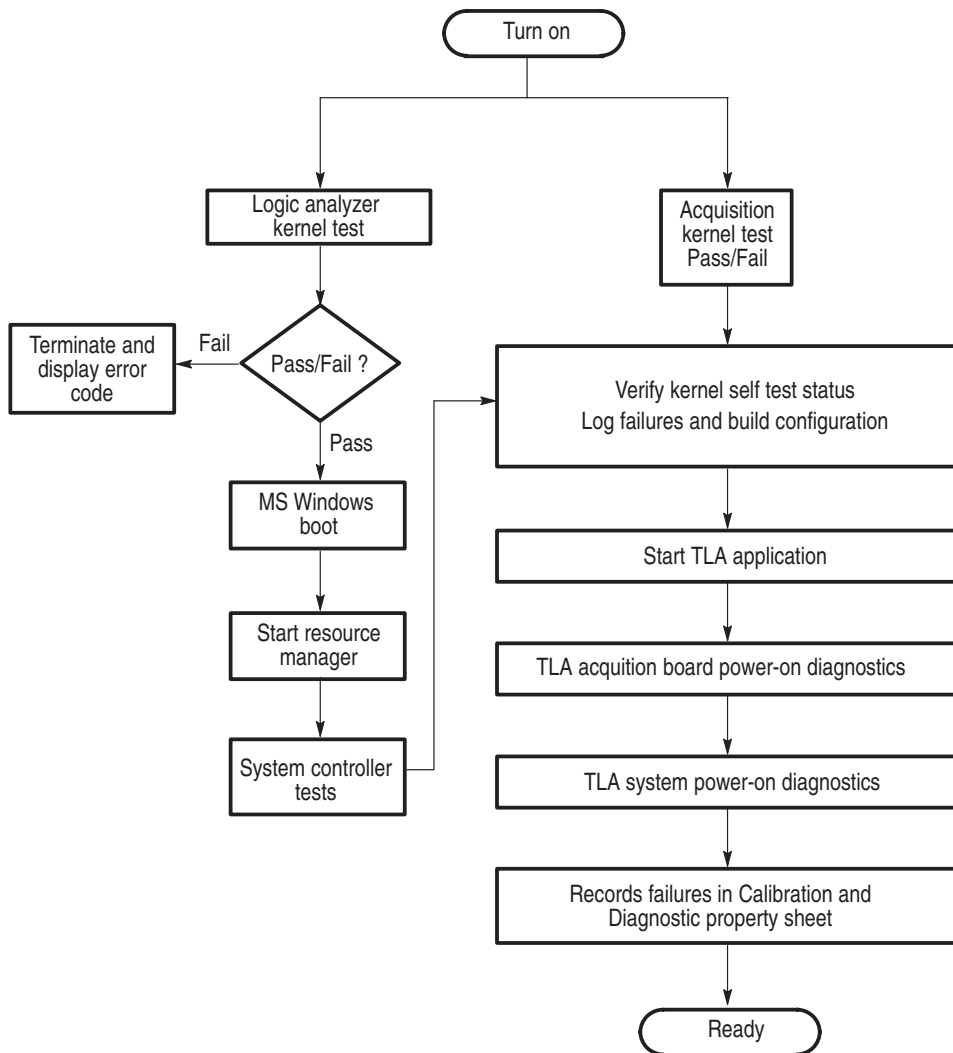 Turn on
Logic analyzer
kernel test
Acquisition
kernel test
Pass/Fail
Terminate and
display error
code
Fail
Pass/Fail ?
Pass
Verify kernel self test status
Log failures and build configuration
MS Windows
boot
Start TLA application
Start resource
manager
TLA acquition board power-on diagnostics
System controller
tests
TLA system power-on diagnostics
Records failures in Calibration and
Diagnostic property sheet
Ready